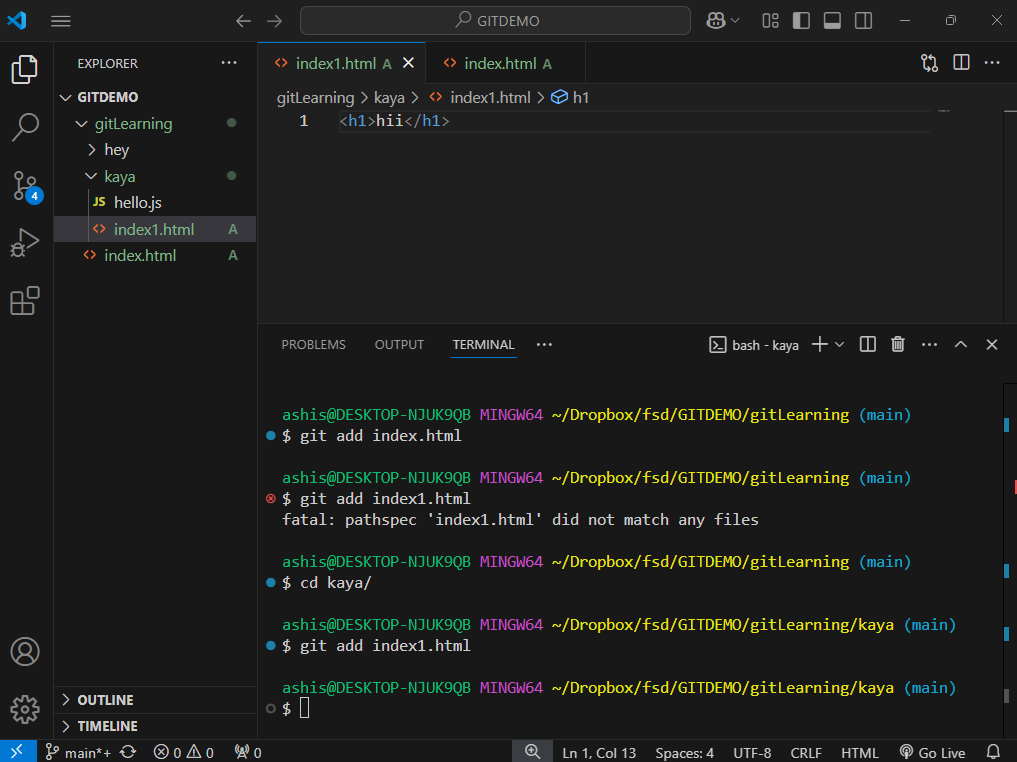 GITDEMO
EXPLORER ...
GITDEMO
gitLearning
hey
kaya
JS hello.js
index1.html A
index.html A
4
OUTLINE
TIMELINE
index1.html A index.html A
gitLearning > kaya > index1.html > h1
1 <h1>hii</h1>
PROBLEMS OUTPUT TERMINAL ...
bash - kaya
ashis@DESKTOP-NJUK9QB MINGW64 ~/Dropbox/fsd/GITDEMO/gitLearning (main)
$ git add index.html
ashis@DESKTOP-NJUK9QB MINGW64 ~/Dropbox/fsd/GITDEMO/gitLearning (main)
$ git add index1.html
fatal: pathspec 'index1.html' did not match any files
ashis@DESKTOP-NJUK9QB MINGW64 ~/Dropbox/fsd/GITDEMO/gitLearning (main)
$ cd kaya/
ashis@DESKTOP-NJUK9QB MINGW64 ~/Dropbox/fsd/GITDEMO/gitLearning/kaya (main)
$ git add index1.html
ashis@DESKTOP-NJUK9QB MINGW64 ~/Dropbox/fsd/GITDEMO/gitLearning/kaya (main)
$
main*+ 0 0 0 Ln 1, Col 13 Spaces: 4 UTF-8 CRLF HTML Go Live